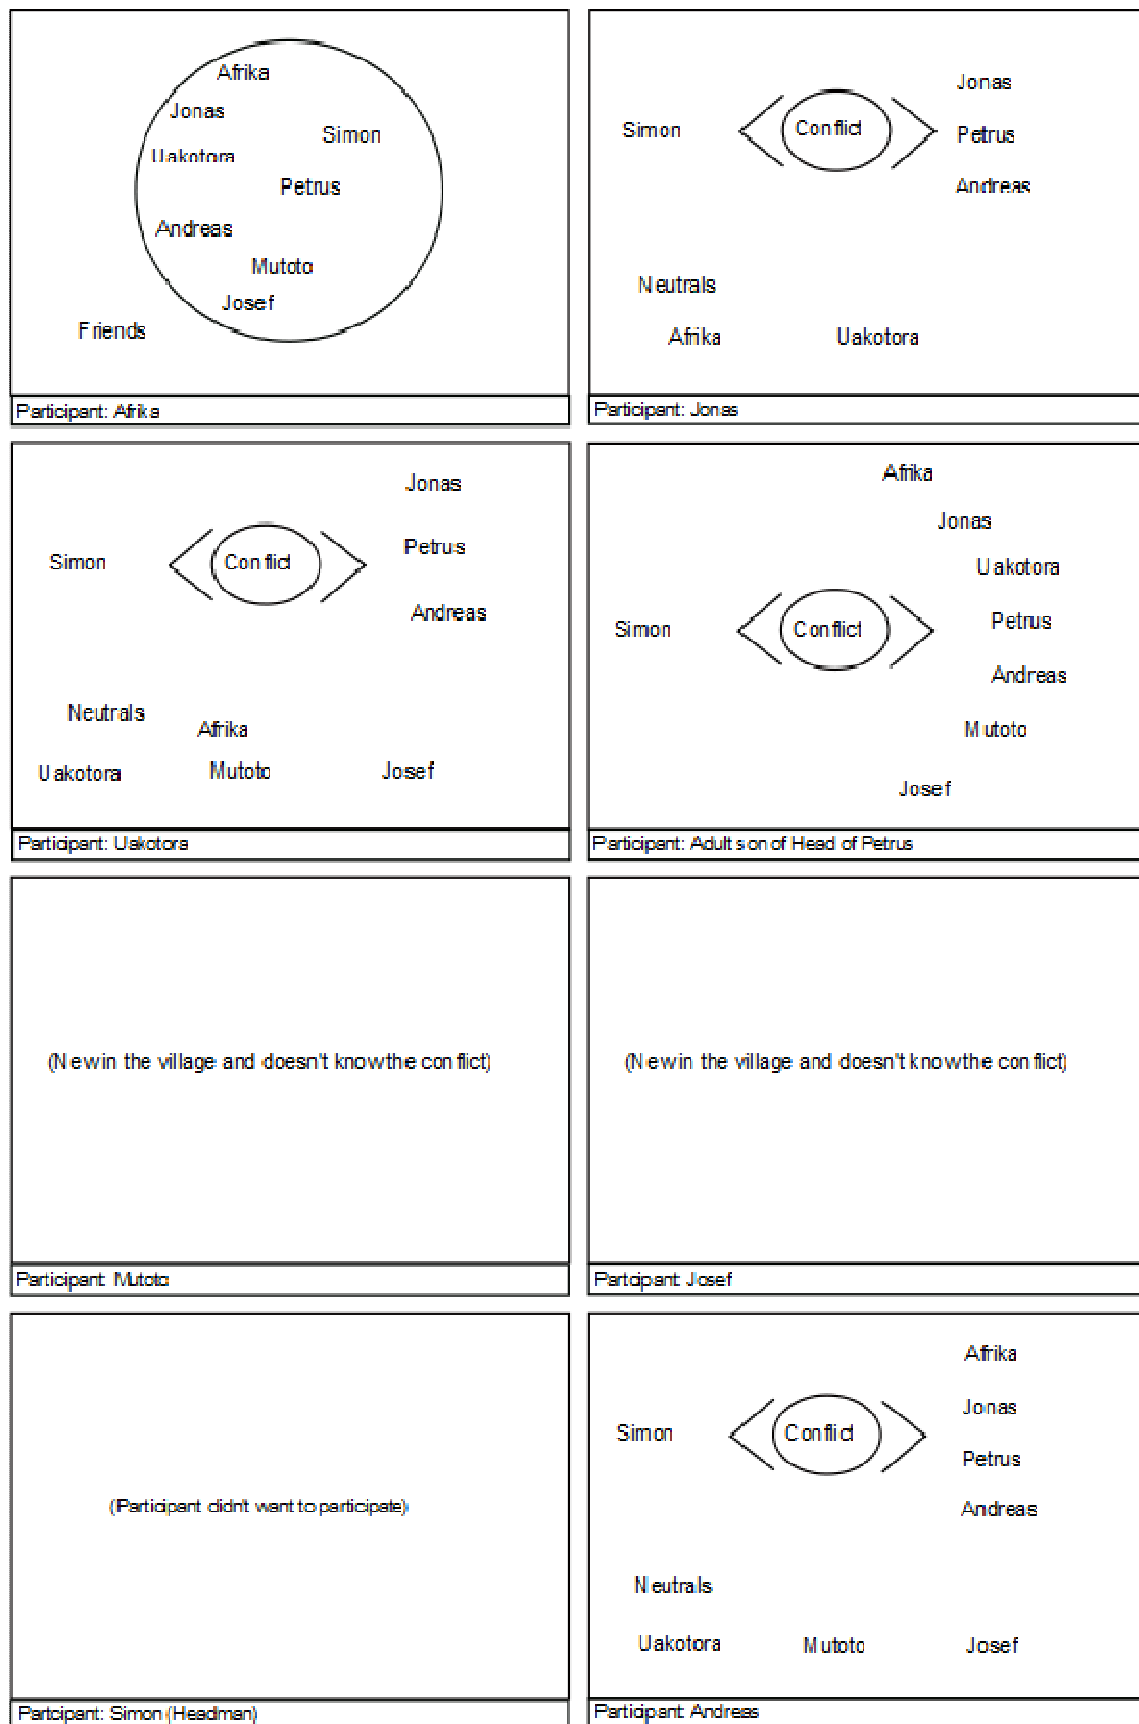 Afrika
Jonas
Simon
Uakotora
Petrus
Andreas
Mutoto
Josef
Friends
Participant: Afrika
Jonas
Simon
Conflict
Petrus
Andreas
Neutrals
Afrika Uakotora
Participant: Jonas
Jonas
Petrus
Simon
Conflict
Andreas
Neutrals
Afrika
Uakotora Mutoto Josef
Participant: Uakotora
Afrika
Jonas
Uakotora
Petrus
Simon
Conflict
Andreas
Mutoto
Josef
Participant: Adult son of Head of Petrus
(New in the village and doesn't know the conflict)
Participant: Mutoto
(New in the village and doesn't know the conflict)
Participant: Josef
(Participant didn't want to participate)
Partcipant: Simon (Headman)
Afrika
Jonas
Simon
Conflict
Petrus
Andreas
Neutrals
Uakotora Mutoto Josef
Participant: Andreas